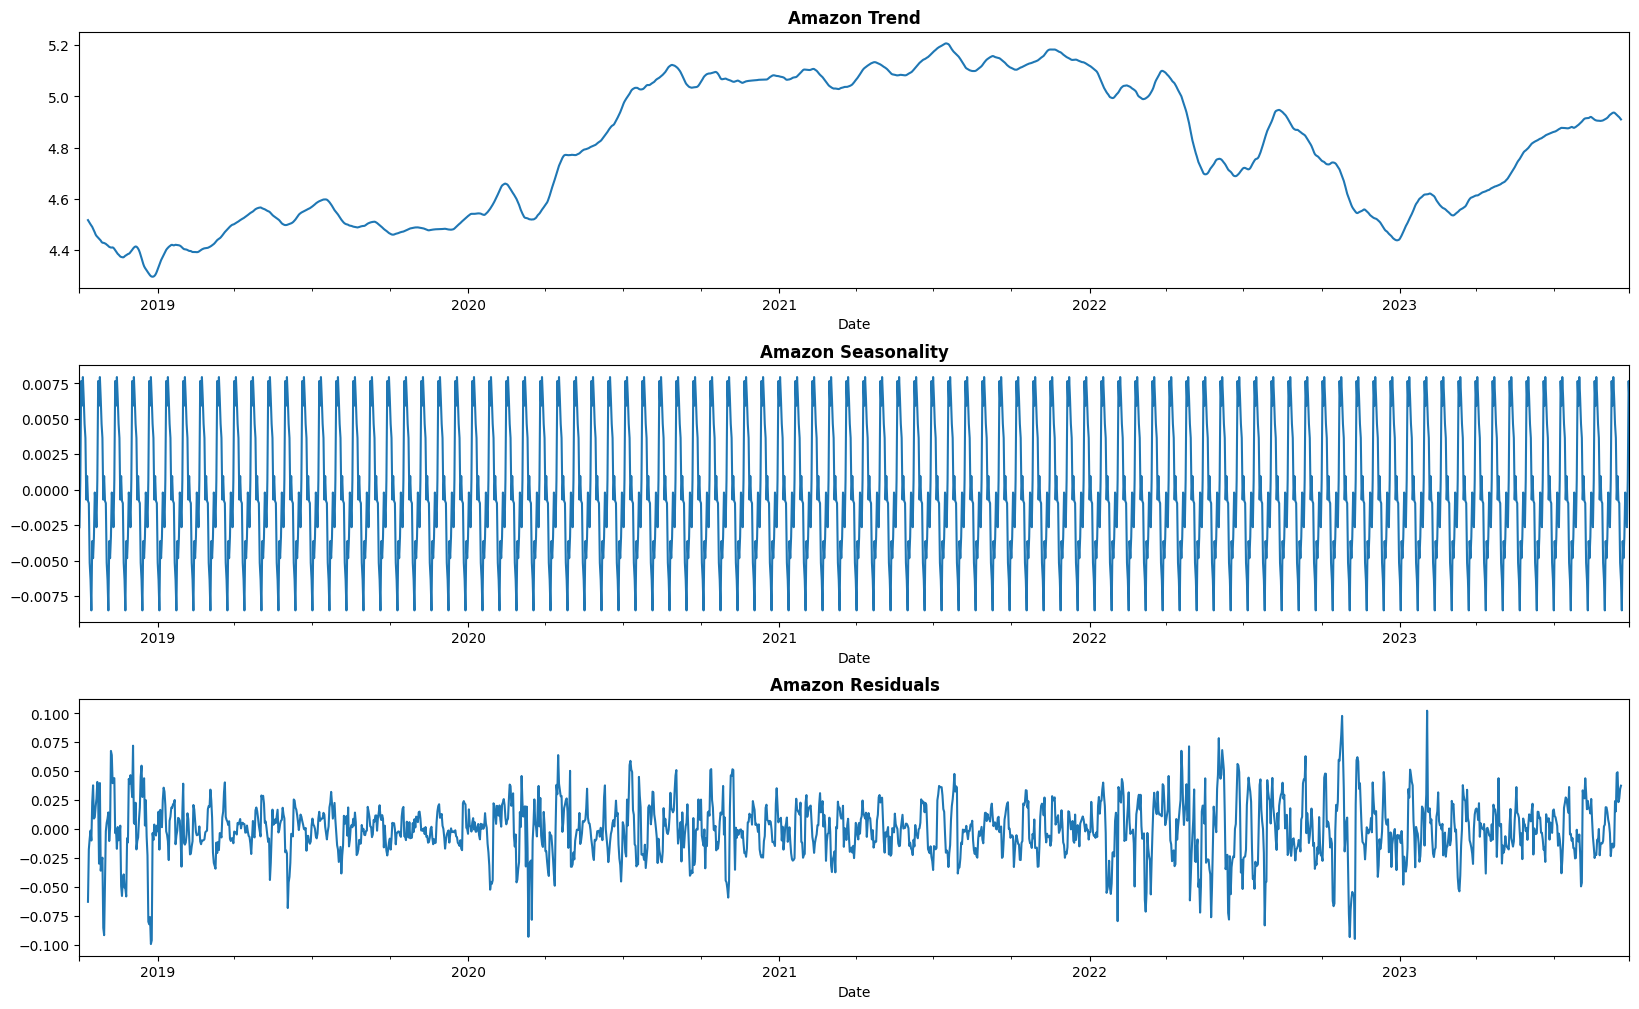 Amazon Trend
5.2
5.0
4.8
4.6
4.4
2019 2020 2021 2022 2023
Date
Amazon Seasonality
0.0075
0.0050
0.0025
0.0000
−0.0025
−0.0050
−0.0075
2019 2020 2021 2022 2023
Date
Amazon Residuals
0.100
0.075
0.050
0.025
0.000
−0.025
−0.050
−0.075
−0.100
2019 2020 2021 2022 2023
Date